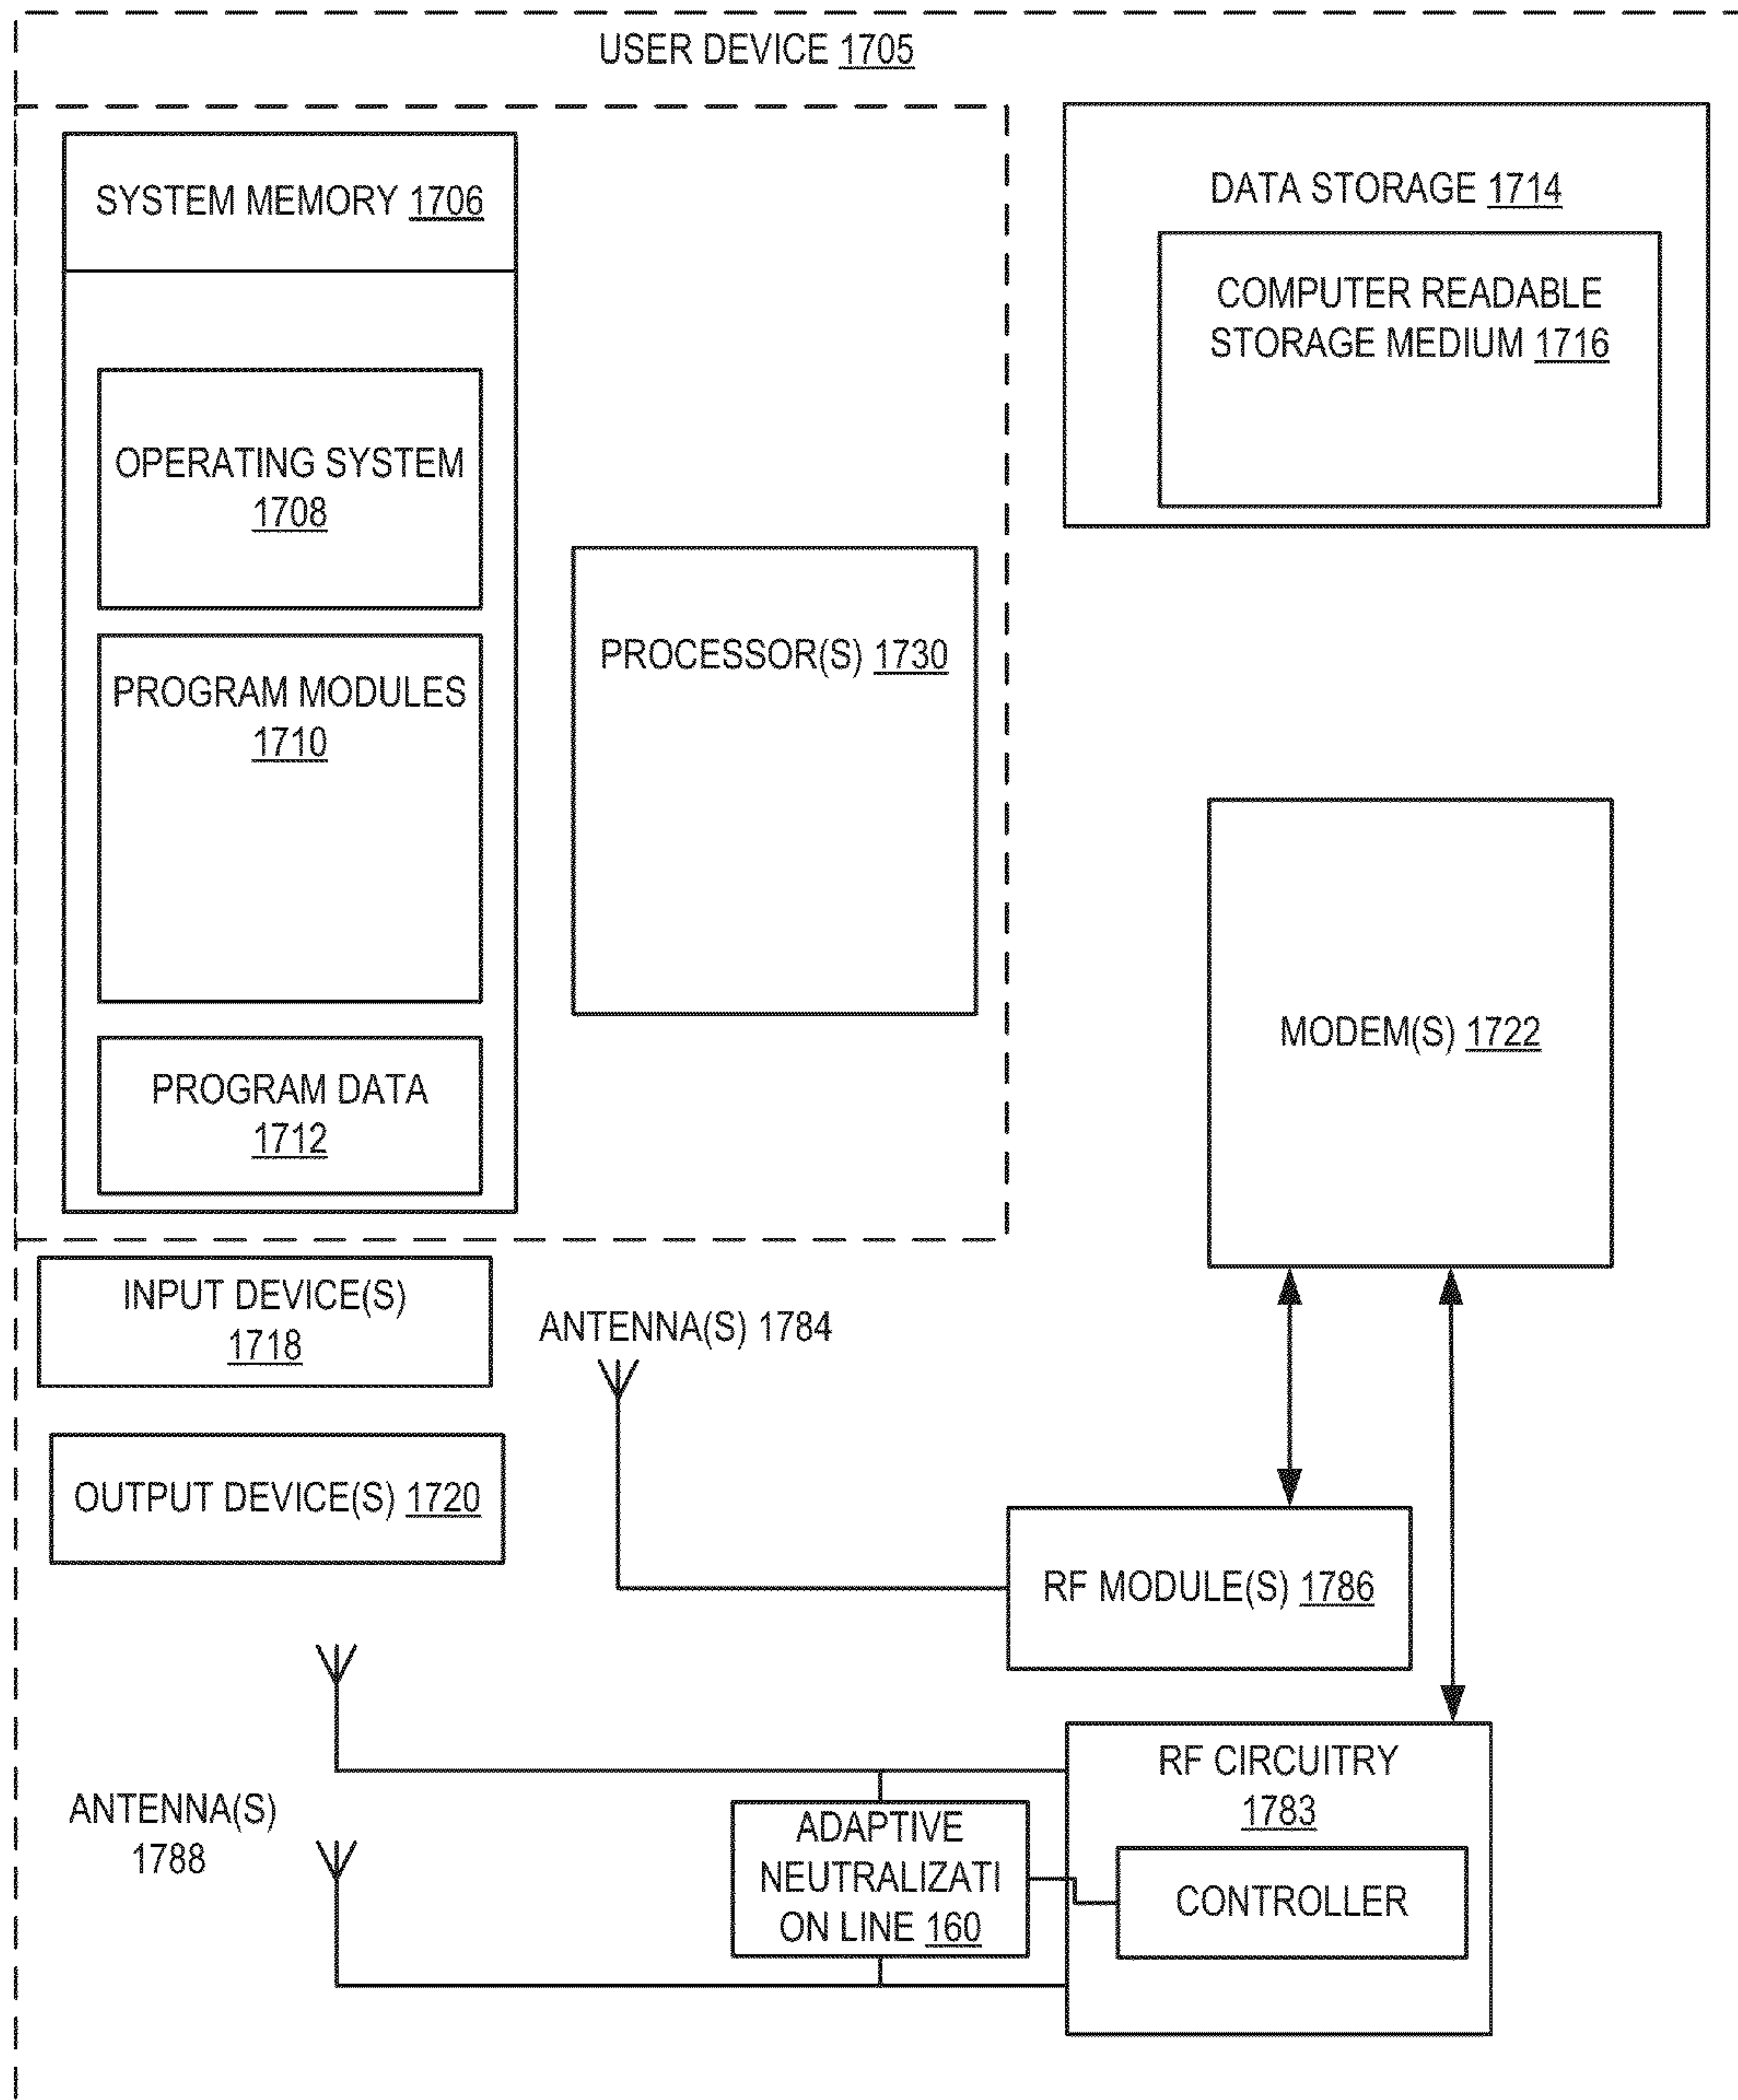 USER DEVICE 1705
SYSTEM MEMORY 1706
OPERATING SYSTEM
1708
PROGRAM MODULES
1710
PROGRAM DATA
1712
PROCESSOR(S) 1730
DATA STORAGE 1714
COMPUTER READABLE
STORAGE MEDIUM 1716
MODEM(S) 1722
INPUT DEVICE(S)
1718
OUTPUT DEVICE(S) 1720
ANTENNA(S) 1784
RF MODULE(S) 1786
ANTENNA(S)
1788
ADAPTIVE
NEUTRALIZATI
ON LINE 160
RF CIRCUITRY
1783
CONTROLLER